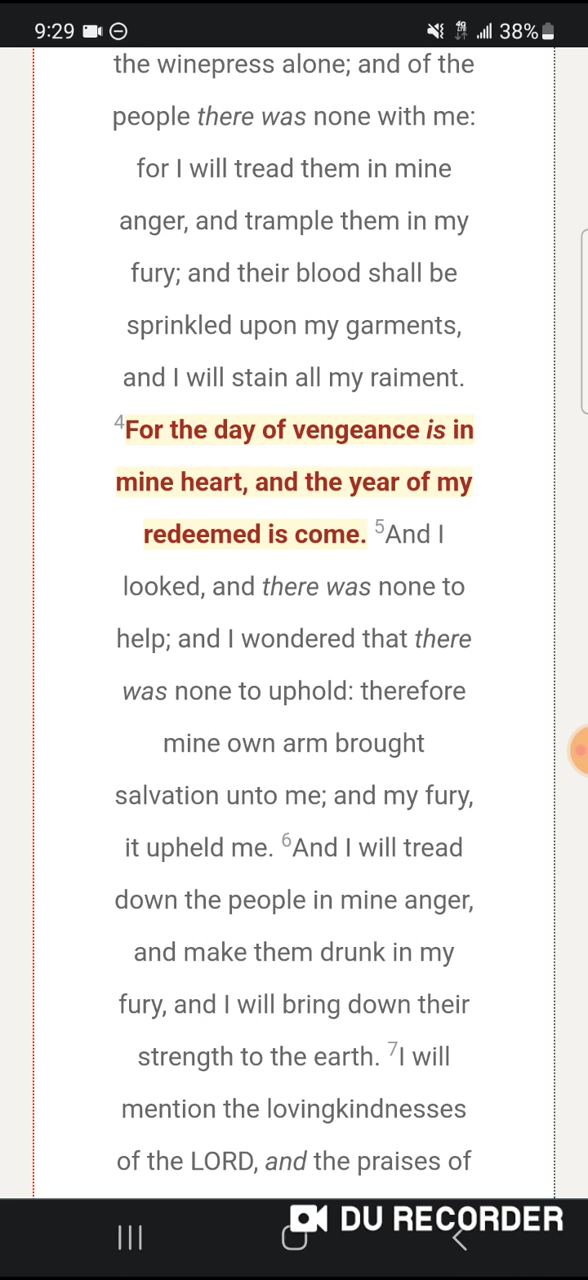 9:29
4G
38%
the winepress alone; and of the
people there was none with me:
for I will tread them in mine
anger, and trample them in my
fury; and their blood shall be
sprinkled upon my garments,
and I will stain all my raiment.
4For the day of vengeance is in
mine heart, and the year of my
redeemed is come. 5And I
looked, and there was none to
help; and I wondered that there
was none to uphold: therefore
mine own arm brought
salvation unto me; and my fury,
it upheld me. 6And I will tread
down the people in mine anger,
and make them drunk in my
fury, and I will bring down their
strength to the earth. 7I will
mention the lovingkindnesses
of the LORD, and the praises of
DU RECORDER